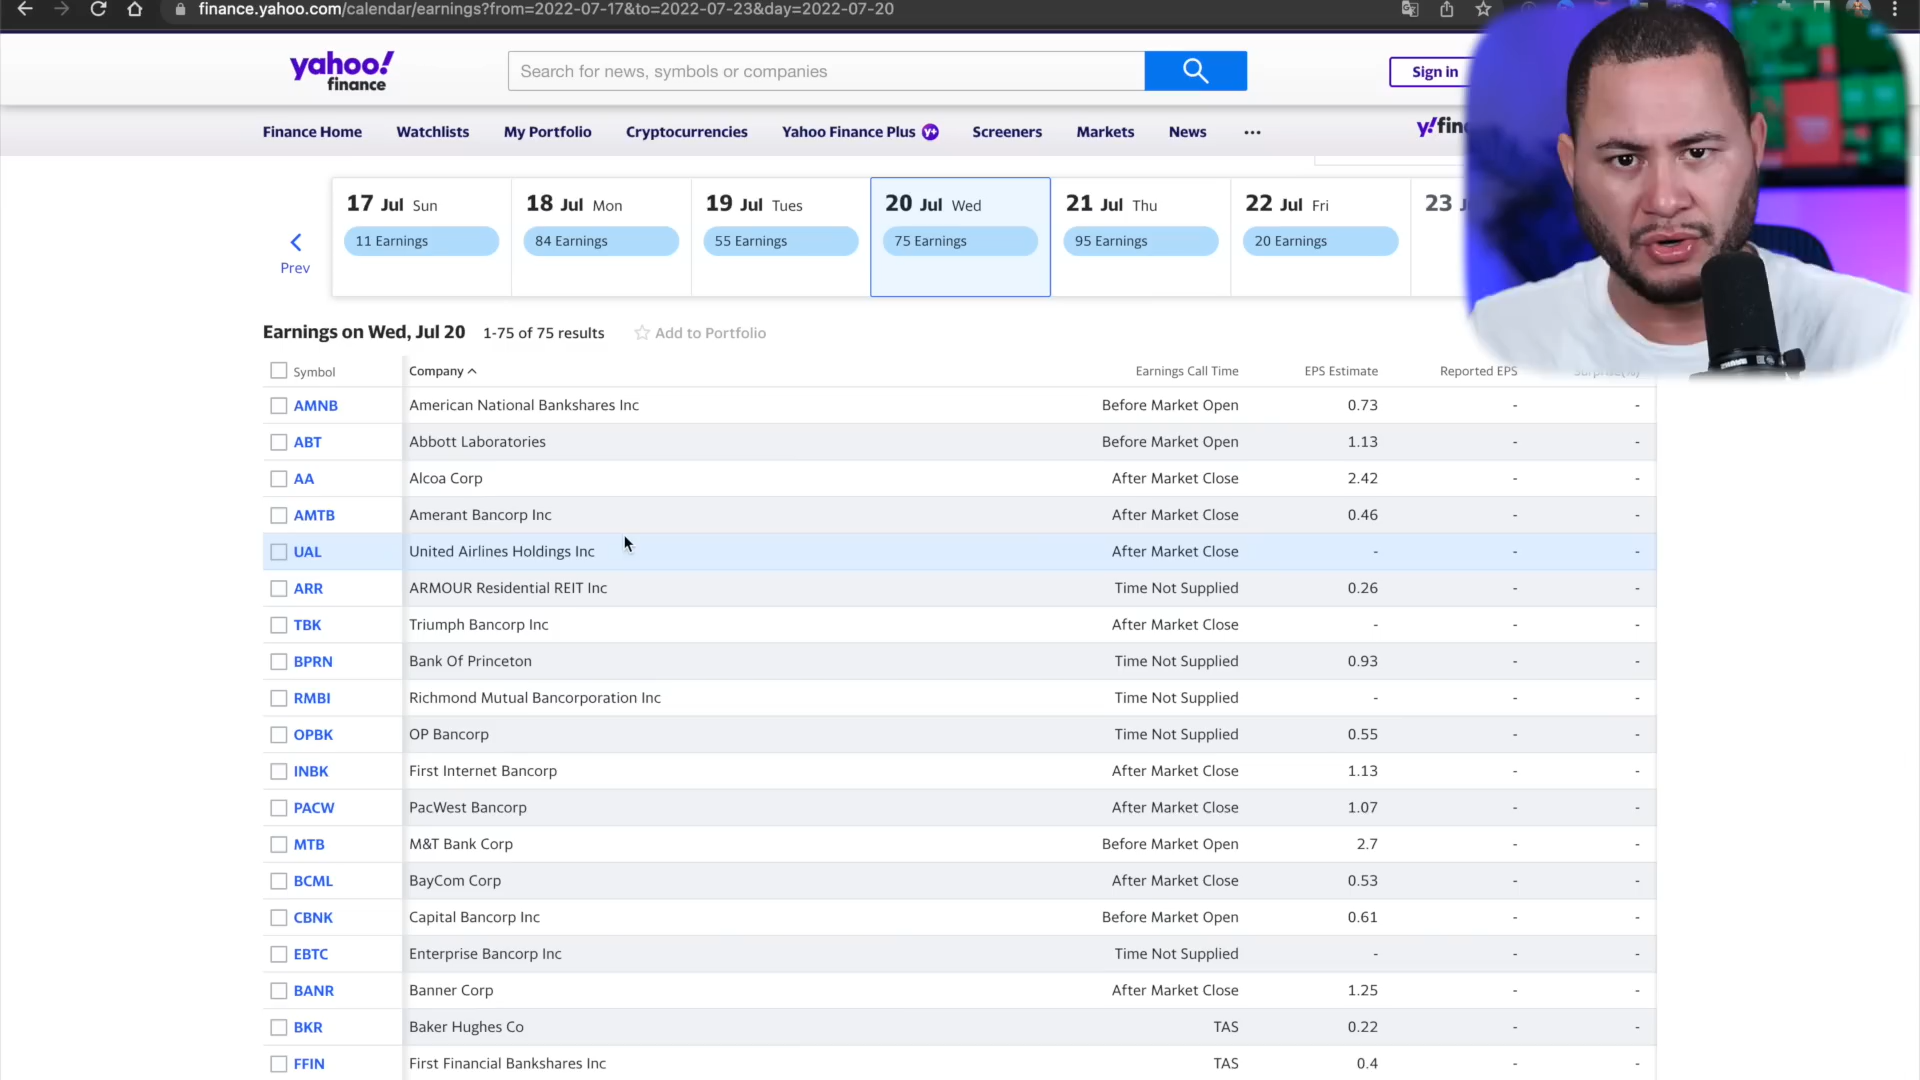 finance.yahoo.com/calendar/earnings?from=2022-07-17&to=2022-07-23&day=2022-07-20
yahoo!
finance
Search for news, symbols or companies
Sign in
Finance Home Watchlists My Portfolio Cryptocurrencies Yahoo Finance Plus Y+ Screeners Markets News ...
17 Jul Sun 18 Jul Mon 19 Jul Tues 20 Jul Wed 21 Jul Thu 22 Jul Fri 23
11 Earnings 84 Earnings 55 Earnings 75 Earnings 95 Earnings 20 Earnings
Prev
Earnings on Wed, Jul 20 1-75 of 75 results Add to Portfolio
Symbol Company Earnings Call Time EPS Estimate Reported EPS
AMNB American National Bankshares Inc Before Market Open 0.73 - -
ABT Abbott Laboratories Before Market Open 1.13 - -
AA Alcoa Corp After Market Close 2.42 - -
AMTB Amerant Bancorp Inc After Market Close 0.46 - -
UAL United Airlines Holdings Inc After Market Close - - -
ARR ARMOUR Residential REIT Inc Time Not Supplied 0.26 - -
TBK Triumph Bancorp Inc After Market Close - - -
BPRN Bank Of Princeton Time Not Supplied 0.93 - -
RMBI Richmond Mutual Bancorporation Inc Time Not Supplied - - -
OPBK OP Bancorp Time Not Supplied 0.55 - -
INBK First Internet Bancorp After Market Close 1.13 - -
PACW PacWest Bancorp After Market Close 1.07 - -
MTB M&T Bank Corp Before Market Open 2.7 - -
BCML BayCom Corp After Market Close 0.53 - -
CBNK Capital Bancorp Inc Before Market Open 0.61 - -
EBTC Enterprise Bancorp Inc Time Not Supplied - - -
BANR Banner Corp After Market Close 1.25 - -
BKR Baker Hughes Co TAS 0.22 - -
FFIN First Financial Bankshares Inc TAS 0.4 - -